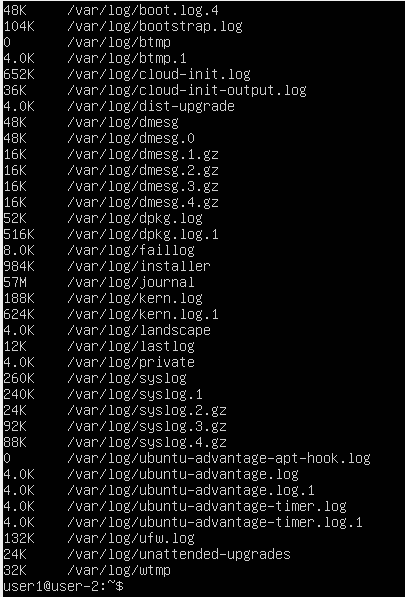 48K /var/log/boot.log.4
104K /var/log/bootstrap.log
0 /var/log/btmp
4.0K /var/log/btmp.1
652K /var/log/cloud-init.log
36K /var/log/cloud-init-output.log
4.0K /var/log/dist-upgrade
48K /var/log/dmesg
48K /var/log/dmesg.0
16K /var/log/dmesg.1.gz
16K /var/log/dmesg.2.gz
16K /var/log/dmesg.3.gz
16K /var/log/dmesg.4.gz
52K /var/log/dpkg.log
516K /var/log/dpkg.log.1
8.0K /var/log/faillog
984K /var/log/installer
57M /var/log/journal
188K /var/log/kern.log
624K /var/log/kern.log.1
4.0K /var/log/landscape
12K /var/log/lastlog
4.0K /var/log/private
260K /var/log/syslog
240K /var/log/syslog.1
24K /var/log/syslog.2.gz
92K /var/log/syslog.3.gz
88K /var/log/syslog.4.gz
0 /var/log/ubuntu-advantage-apt-hook.log
4.0K /var/log/ubuntu-advantage.log
4.0K /var/log/ubuntu-advantage.log.1
4.0K /var/log/ubuntu-advantage-timer.log
4.0K /var/log/ubuntu-advantage-timer.log.1
132K /var/log/ufw.log
24K /var/log/unattended-upgrades
32K /var/log/wtmp
user1@user-2:~$